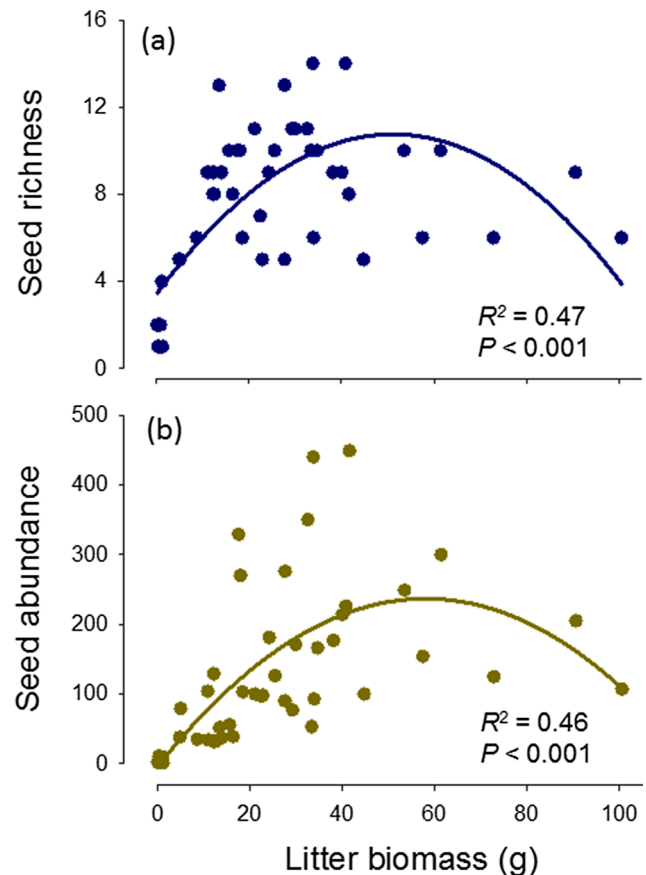 (a)
Seed richness
16
12
8
4
0
R² = 0.47
P < 0.001
(b)
Seed abundance
500
400
300
200
100
0
R² = 0.46
P < 0.001
0 20 40 60 80 100
Litter biomass (g)